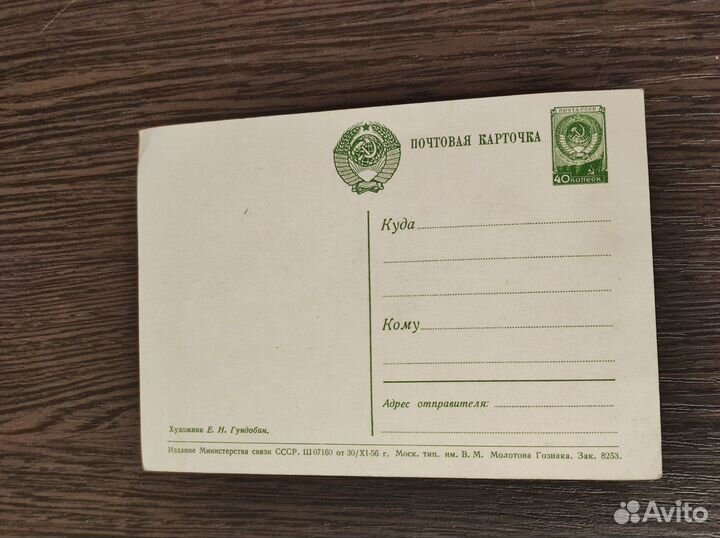 ПОЧТОВАЯ КАРТОЧКА
ПОЧТА СССР
40 КОПЕЕК
Куда
Кому
Адрес отправителя:
Художник Е. Н. Гундобин.
Издание Министерства связи СССР. Ш 07160 от 30/XI-56 г. Моск. тип. им. В. М. Молотова Гознака. Зак. 8253.
Avito